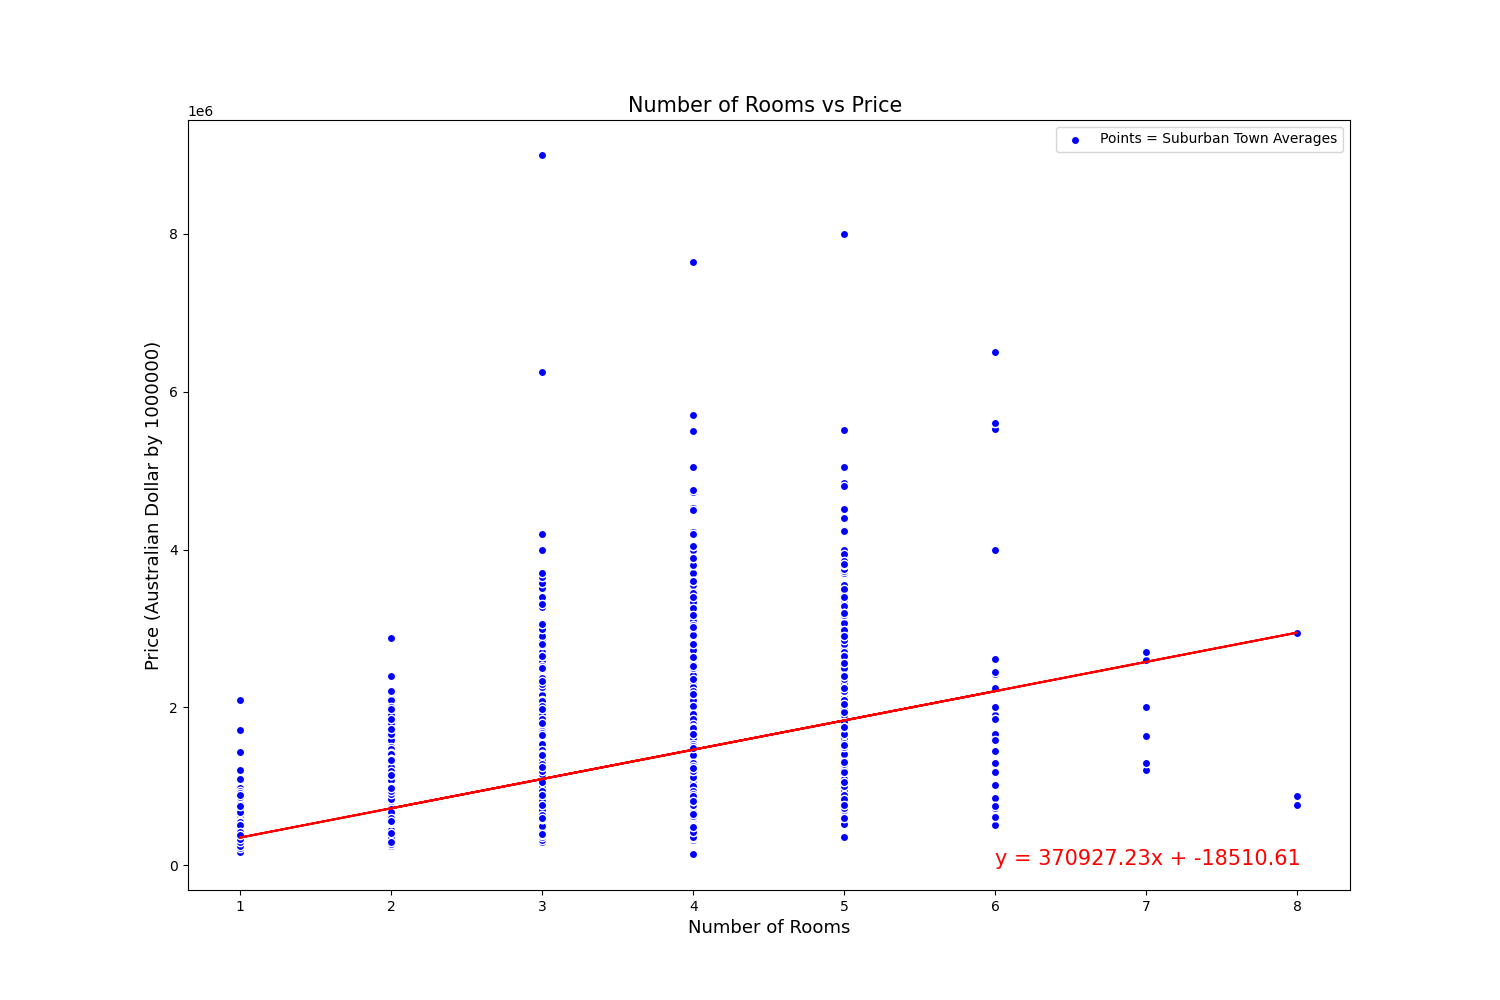 Number of Rooms vs Price
1e6
Points = Suburban Town Averages
8
6
4
2
0
Price (Australian Dollar by 1000000)
y = 370927.23x + -18510.61
1 2 3 4 5 6 7 8
Number of Rooms